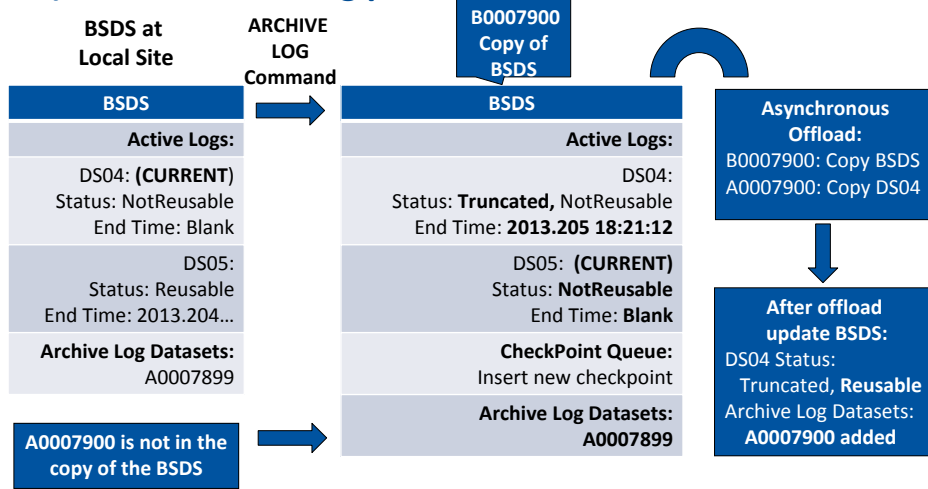 BSDS at
Local Site
ARCHIVE
LOG
Command
B0007900
Copy of
BSDS
BSDS
Active Logs:
DS04: (CURRENT)
Status: NotReusable
End Time: Blank
DS05:
Status: Reusable
End Time: 2013.204…
Archive Log Datasets:
A0007899
A0007900 is not in the
copy of the BSDS
BSDS
Active Logs:
DS04:
Status: Truncated, NotReusable
End Time: 2013.205 18:21:12
DS05: (CURRENT)
Status: NotReusable
End Time: Blank
CheckPoint Queue:
Insert new checkpoint
Archive Log Datasets:
A0007899
Asynchronous
Offload:
B0007900: Copy BSDS
A0007900: Copy DS04
After offload
update BSDS:
DS04 Status:
Truncated, Reusable
Archive Log Datasets:
A0007900 added